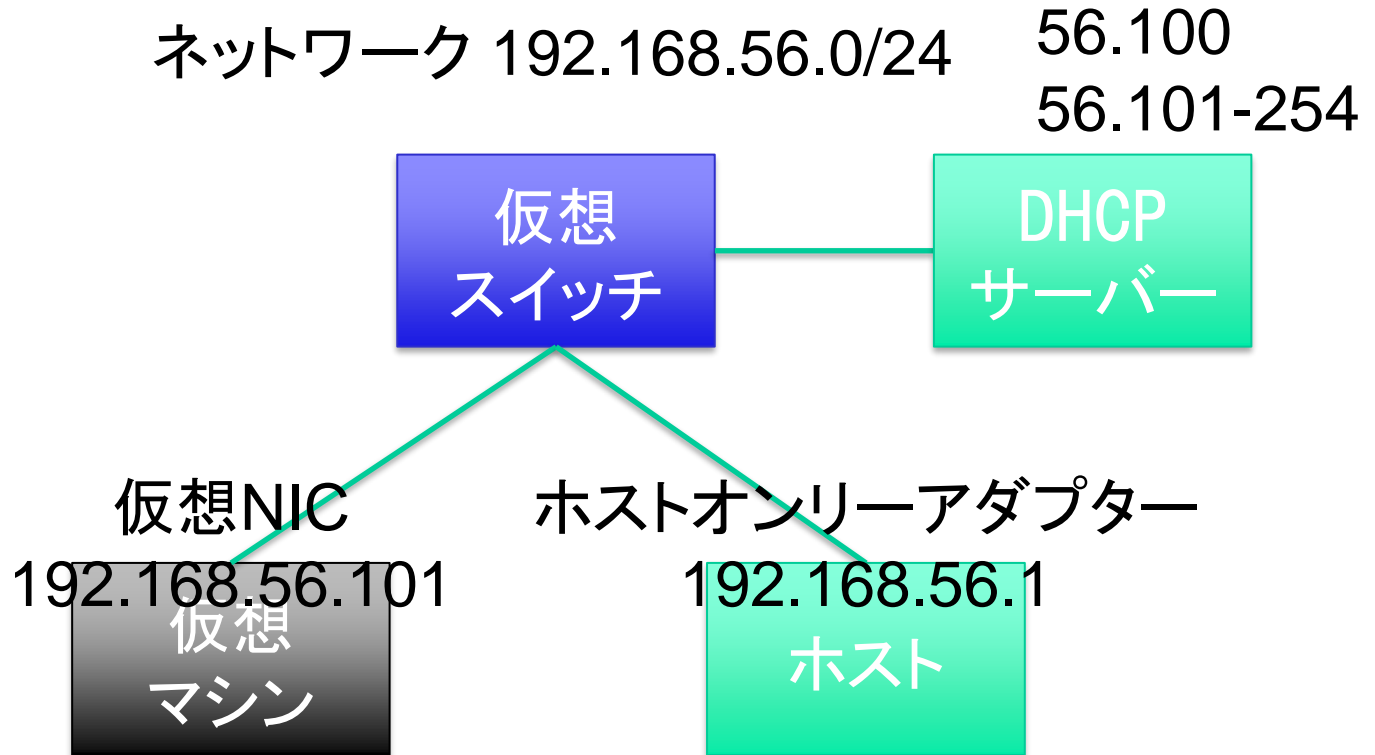 ネットワーク 192.168.56.0/24
56.100
56.101-254
仮想
スイッチ
DHCP
サーバー
仮想NIC
192.168.56.101
仮想
マシン
ホストオンリーアダプター
192.168.56.1
ホスト